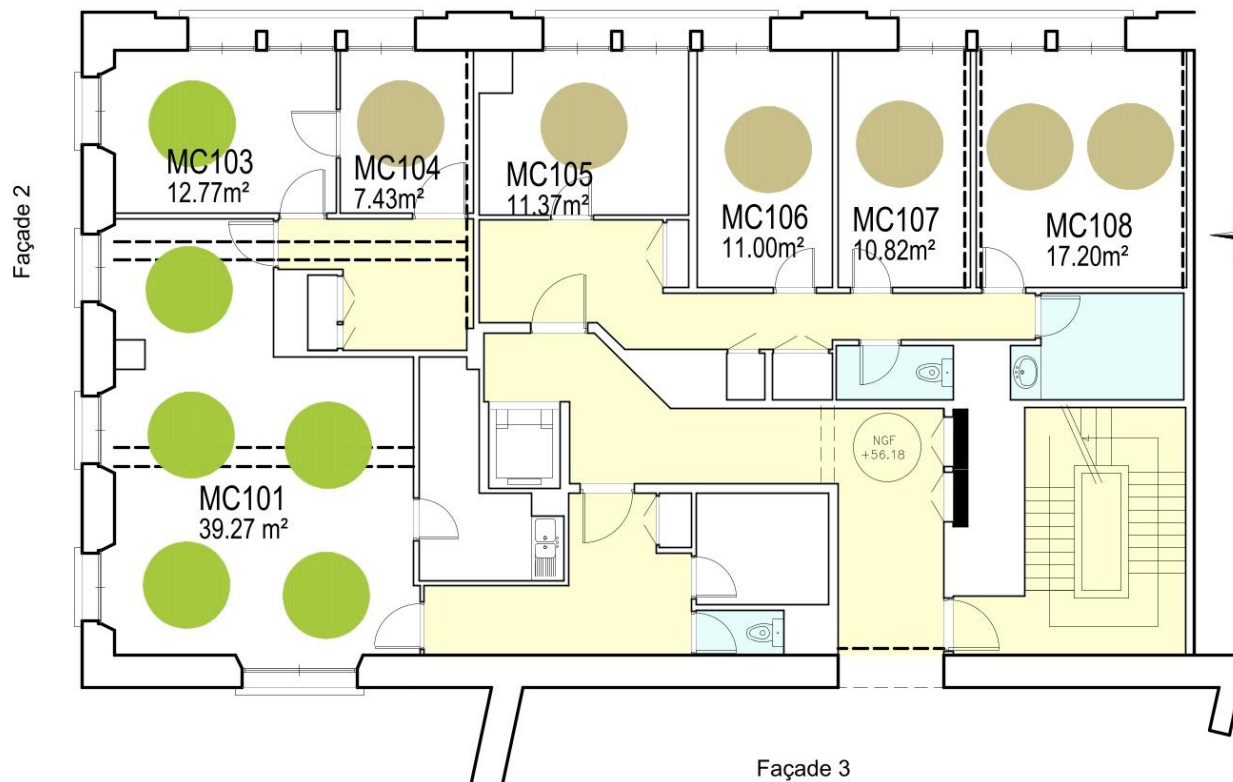 MC103
12.77m²
MC104
7.43m²
MC105
11.37m²
MC106
11.00m²
MC107
10.82m²
MC108
17.20m²
Façade 2
NGF
+56.18
MC101
39.27 m²
Façade 3